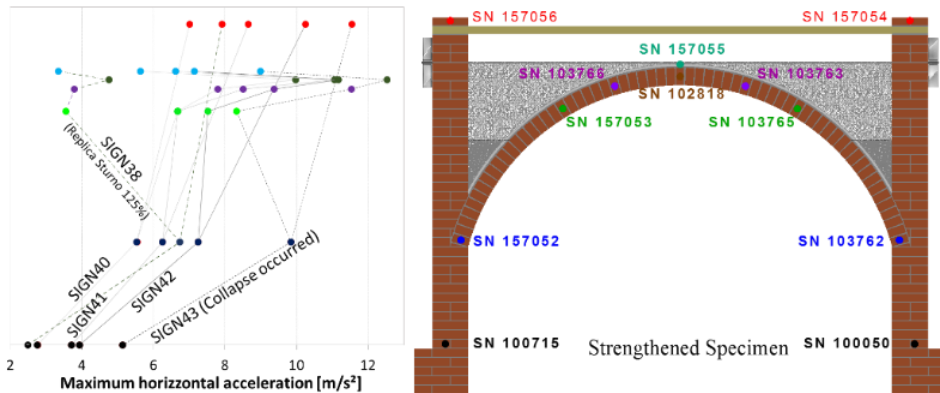 SIGN38
(Replica Sturno 125%)
SIGN40
SIGN41
SIGN42
SIGN43 (Collapse occurred)
2 4 6 8 10 12
Maximum horizzontal acceleration [m/s²]
SN 157056
SN 157054
SN 157055
SN 103766
SN 103763
SN 102818
SN 157053
SN 103765
SN 157052
SN 103762
SN 100715
SN 100050
Strengthened Specimen